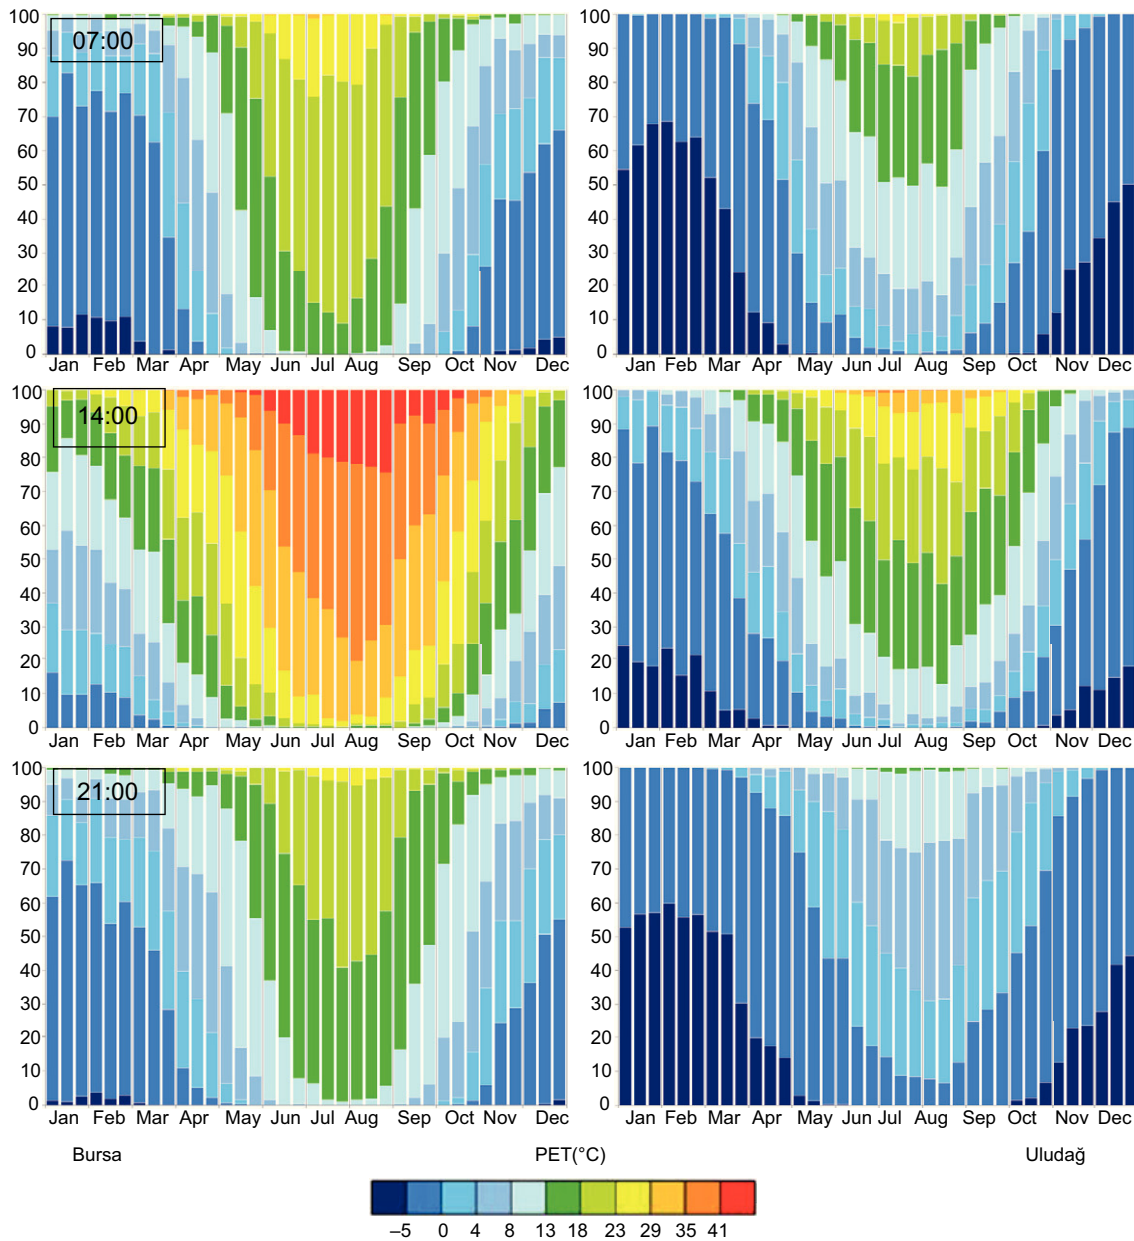 100 90 80 70 60 50 40 30 20 10 0
07:00
Jan Feb Mar Apr May Jun Jul Aug Sep Oct Nov Dec
100 90 80 70 60 50 40 30 20 10 0
Jan Feb Mar Apr May Jun Jul Aug Sep Oct Nov Dec
100 90 80 70 60 50 40 30 20 10 0
14:00
Jan Feb Mar Apr May Jun Jul Aug Sep Oct Nov Dec
100 90 80 70 60 50 40 30 20 10 0
Jan Feb Mar Apr May Jun Jul Aug Sep Oct Nov Dec
100 90 80 70 60 50 40 30 20 10 0
21:00
Jan Feb Mar Apr May Jun Jul Aug Sep Oct Nov Dec
100 90 80 70 60 50 40 30 20 10 0
Jan Feb Mar Apr May Jun Jul Aug Sep Oct Nov Dec
Bursa PET(°C) Uludağ
–5 0 4 8 13 18 23 29 35 41